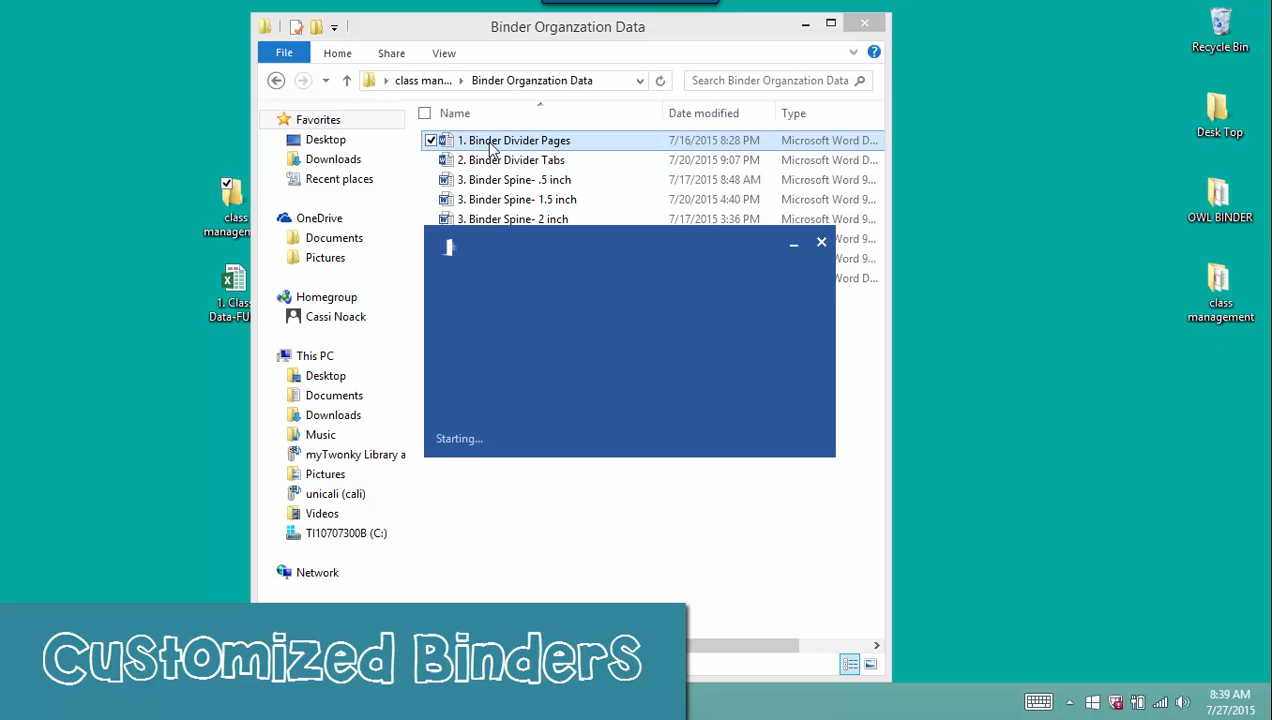 Binder Organzation Data
File Home Share View
class man... Binder Organzation Data Search Binder Organzation Data
Name Date modified Type
Favorites
Desktop
Downloads
Recent places
OneDrive
Documents
Pictures
Homegroup
Cassi Noack
This PC
Desktop
Documents
Downloads
Music
myTwonky Library a
Pictures
unicali (cali)
Videos
TI10707300B (C:)
Network
1. Binder Divider Pages 7/16/2015 8:28 PM Microsoft Word D...
2. Binder Divider Tabs 7/20/2015 9:07 PM Microsoft Word D...
3. Binder Spine- .5 inch 7/17/2015 8:48 AM Microsoft Word 9...
3. Binder Spine- 1.5 inch 7/20/2015 4:40 PM Microsoft Word 9...
3. Binder Spine- 2 inch 7/17/2015 3:36 PM Microsoft Word 9...
Word 9...
Word 9...
Word D...
Starting...
class
managem
1. Clas
Data-FU
Recycle Bin
Desk Top
OWL BINDER
class
management
Customized Binders
8:39 AM
7/27/2015